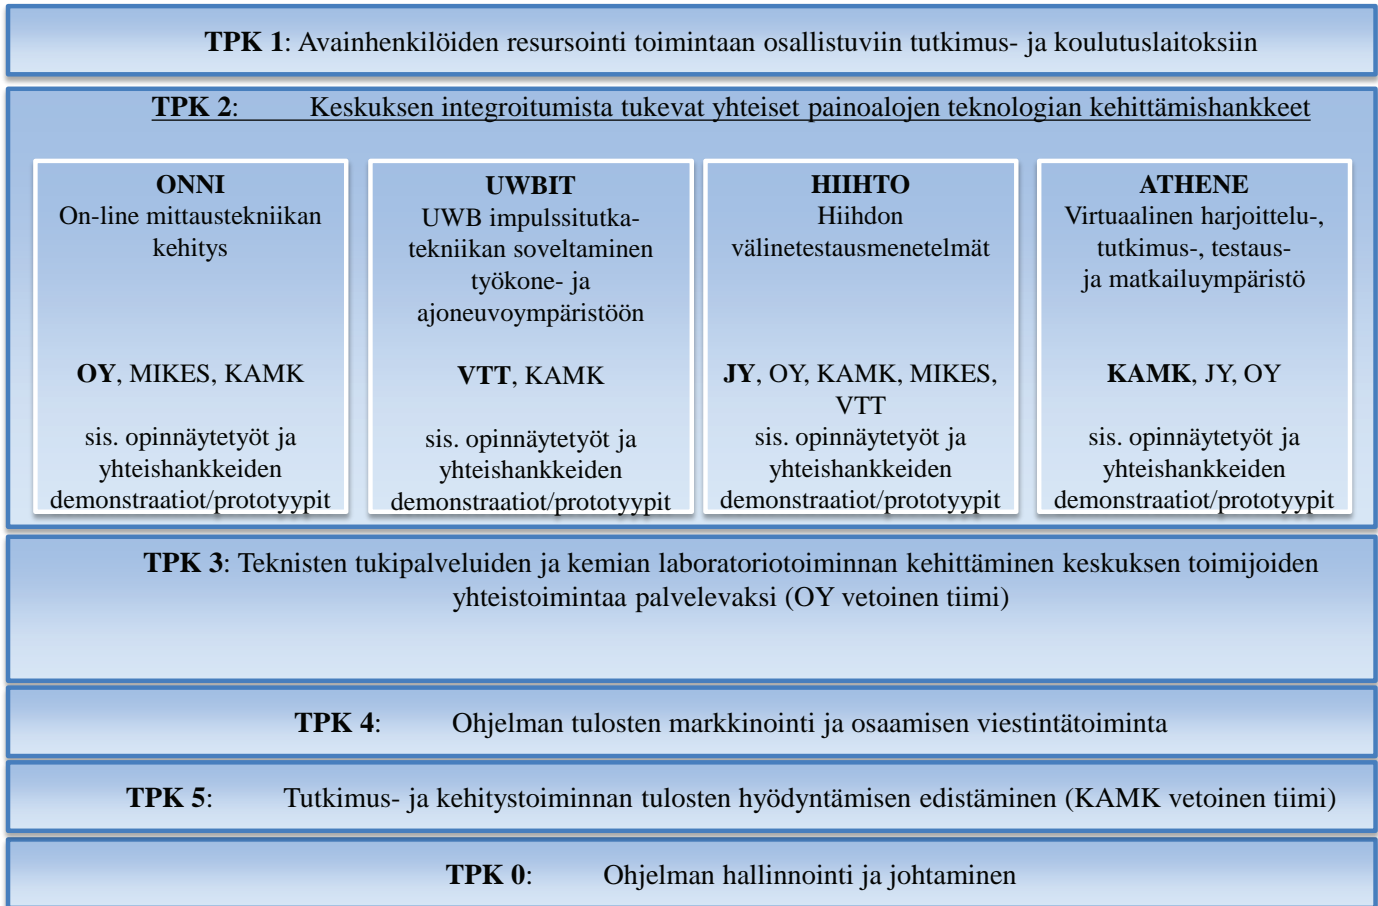 TPK 1: Avainhenkilöiden resursointi toimintaan osallistuviin tutkimus- ja koulutuslaitoksiin
TPK 2: Keskuksen integroitumista tukevat yhteiset painoalojen teknologian kehittämishankkeet
ONNI
On-line mittaustekniikan
kehitys
OY, MIKES, KAMK
sis. opinnäytetyöt ja
yhteishankkeiden
demonstraatiot/prototyypit
UWBIT
UWB impulssitutka-
tekniikan soveltaminen
työkone- ja
ajoneuvoympäristöön
VTT, KAMK
sis. opinnäytetyöt ja
yhteishankkeiden
demonstraatiot/prototyypit
HIIHTO
Hiihdon
välinetestausmenetelmät
JY, OY, KAMK, MIKES,
VTT
sis. opinnäytetyöt ja
yhteishankkeiden
demonstraatiot/prototyypit
ATHENE
Virtuaalinen harjoittelu-,
tutkimus-, testaus-
ja matkailuympäristö
KAMK, JY, OY
sis. opinnäytetyöt ja
yhteishankkeiden
demonstraatiot/prototyypit
TPK 3: Teknisten tukipalveluiden ja kemian laboratoriotoiminnan kehittäminen keskuksen toimijoiden
yhteistoimintaa palvelevaksi (OY vetoinen tiimi)
TPK 4: Ohjelman tulosten markkinointi ja osaamisen viestintätoiminta
TPK 5: Tutkimus- ja kehitystoiminnan tulosten hyödyntämisen edistäminen (KAMK vetoinen tiimi)
TPK 0: Ohjelman hallinnointi ja johtaminen